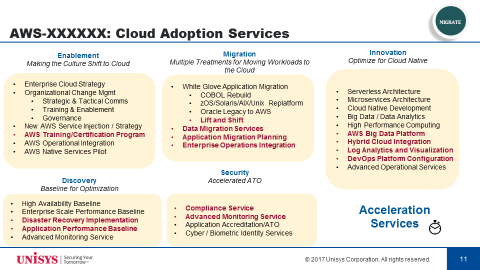 MIGRATE
AWS-XXXXXX: Cloud Adoption Services
Enablement
Making the Culture Shift to Cloud
• Enterprise Cloud Strategy
• Organizational Change Mgmt
• Strategic & Tactical Comms
• Training & Enablement
• Governance
• New AWS Service Injection / Strategy
• AWS Training/Certification Program
• AWS Operational Integration
• AWS Native Services Pilot
Migration
Multiple Treatments for Moving Workloads to
the Cloud
• White Glove Application Migration
• COBOL Rebuild
• zOS/Solaris/AIX/Unix Replatform
• Oracle Legacy to AWS
• Lift and Shift
• Data Migration Services
• Application Migration Planning
• Enterprise Operations Integration
Innovation
Optimize for Cloud Native
• Serverless Architecture
• Microservices Architecture
• Cloud Native Development
• Big Data / Data Analytics
• High Performance Computing
• AWS Big Data Platform
• Hybrid Cloud Integration
• Log Analytics and Visualization
• DevOps Platform Configuration
• Advanced Operational Services
Discovery
Baseline for Optimization
• High Availability Baseline
• Enterprise Scale Performance Baseline
• Disaster Recovery Implementation
• Application Performance Baseline
• Advanced Monitoring Service
Security
Accelerated ATO
• Compliance Service
• Advanced Monitoring Service
• Application Accreditation/ATO
• Cyber / Biometric Identity Services
Acceleration
Services
UNISYS
Securing Your
Tomorrow
© 2017 Unisys Corporation. All rights reserved.
11